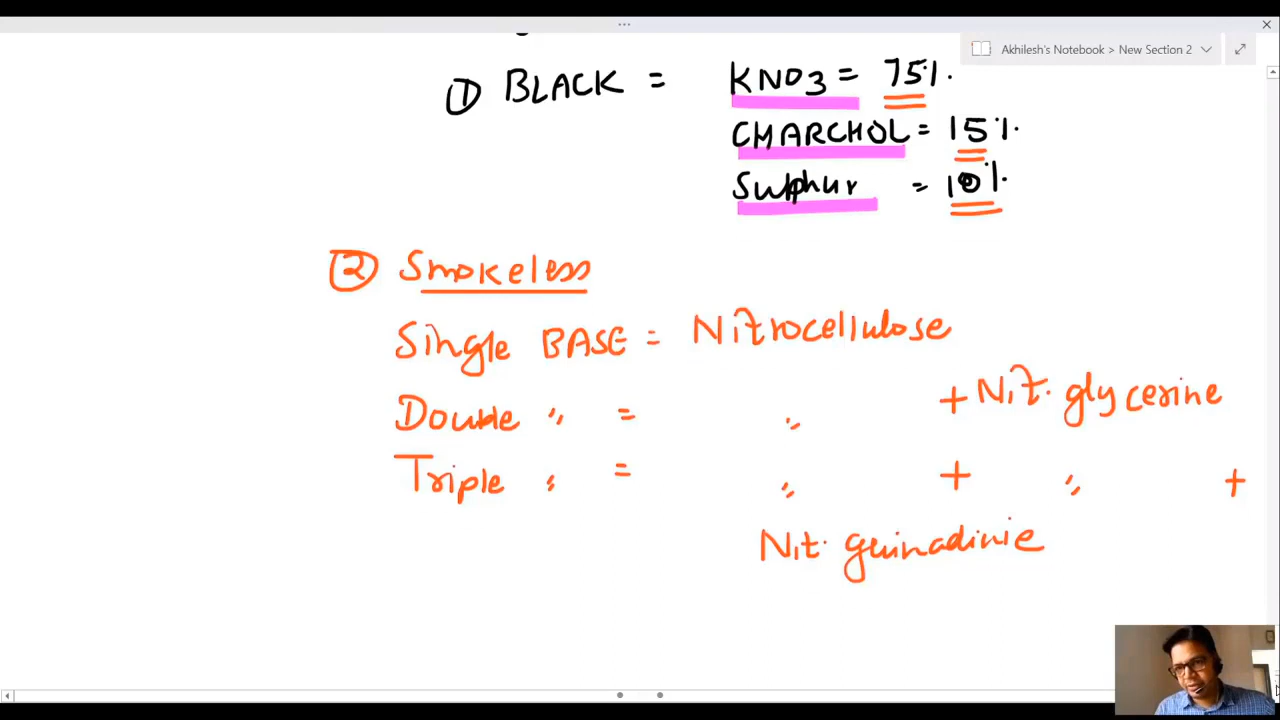 Akhilesh's Notebook > New Section 2
① BLACK = KNO3 = 75%.
CHARCHOL = 15%.
Sulphur = 10%.
② Smokeless
Single BASE = Nitrocellulose
Double " = " + Nit. glycerine
Triple " = " + " +
Nit. guinadinie